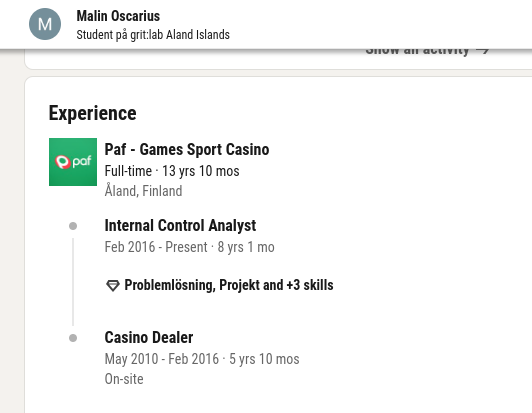 M
Malin Oscarius
Student på grit:lab Aland Islands
Show all activity →
Experience
paf
Paf - Games Sport Casino
Full-time · 13 yrs 10 mos
Åland, Finland
Internal Control Analyst
Feb 2016 - Present · 8 yrs 1 mo
Problemlösning, Projekt and +3 skills
Casino Dealer
May 2010 - Feb 2016 · 5 yrs 10 mos
On-site